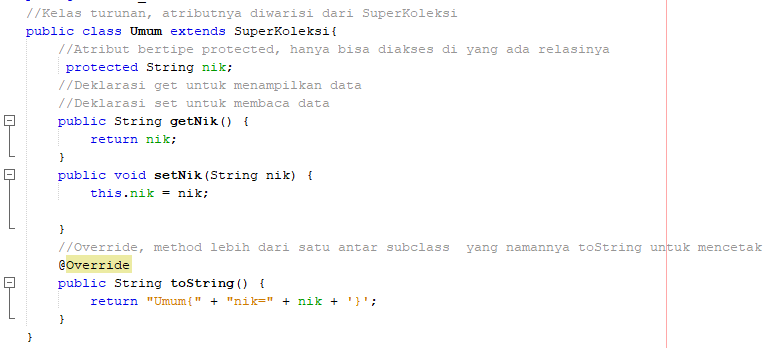 //Kelas turunan, atributnya diwarisi dari SuperKoleksi
public class Umum extends SuperKoleksi{
//Atribut bertipe protected, hanya bisa diakses di yang ada relasinya
protected String nik;
//Deklarasi get untuk menampilkan data
//Deklarasi set untuk membaca data
public String getNik() {
return nik;
}
public void setNik(String nik) {
this.nik = nik;
}
//Override, method lebih dari satu antar subclass  yang namannya toString untuk mencetak
@Override
public String toString() {
return "Umum{" + "nik=" + nik + '}';
}
}